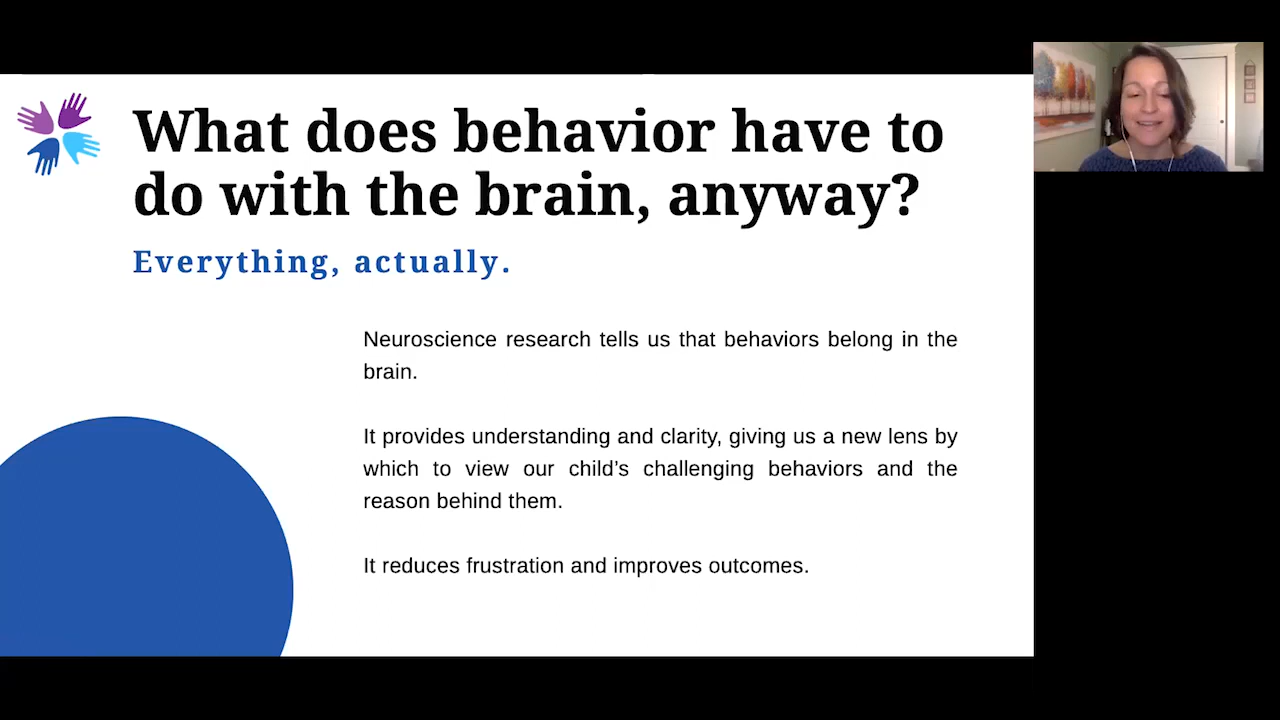 What does behavior have to
do with the brain, anyway?
Everything, actually.
Neuroscience research tells us that behaviors belong in the
brain.
It provides understanding and clarity, giving us a new lens by
which to view our child's challenging behaviors and the
reason behind them.
It reduces frustration and improves outcomes.